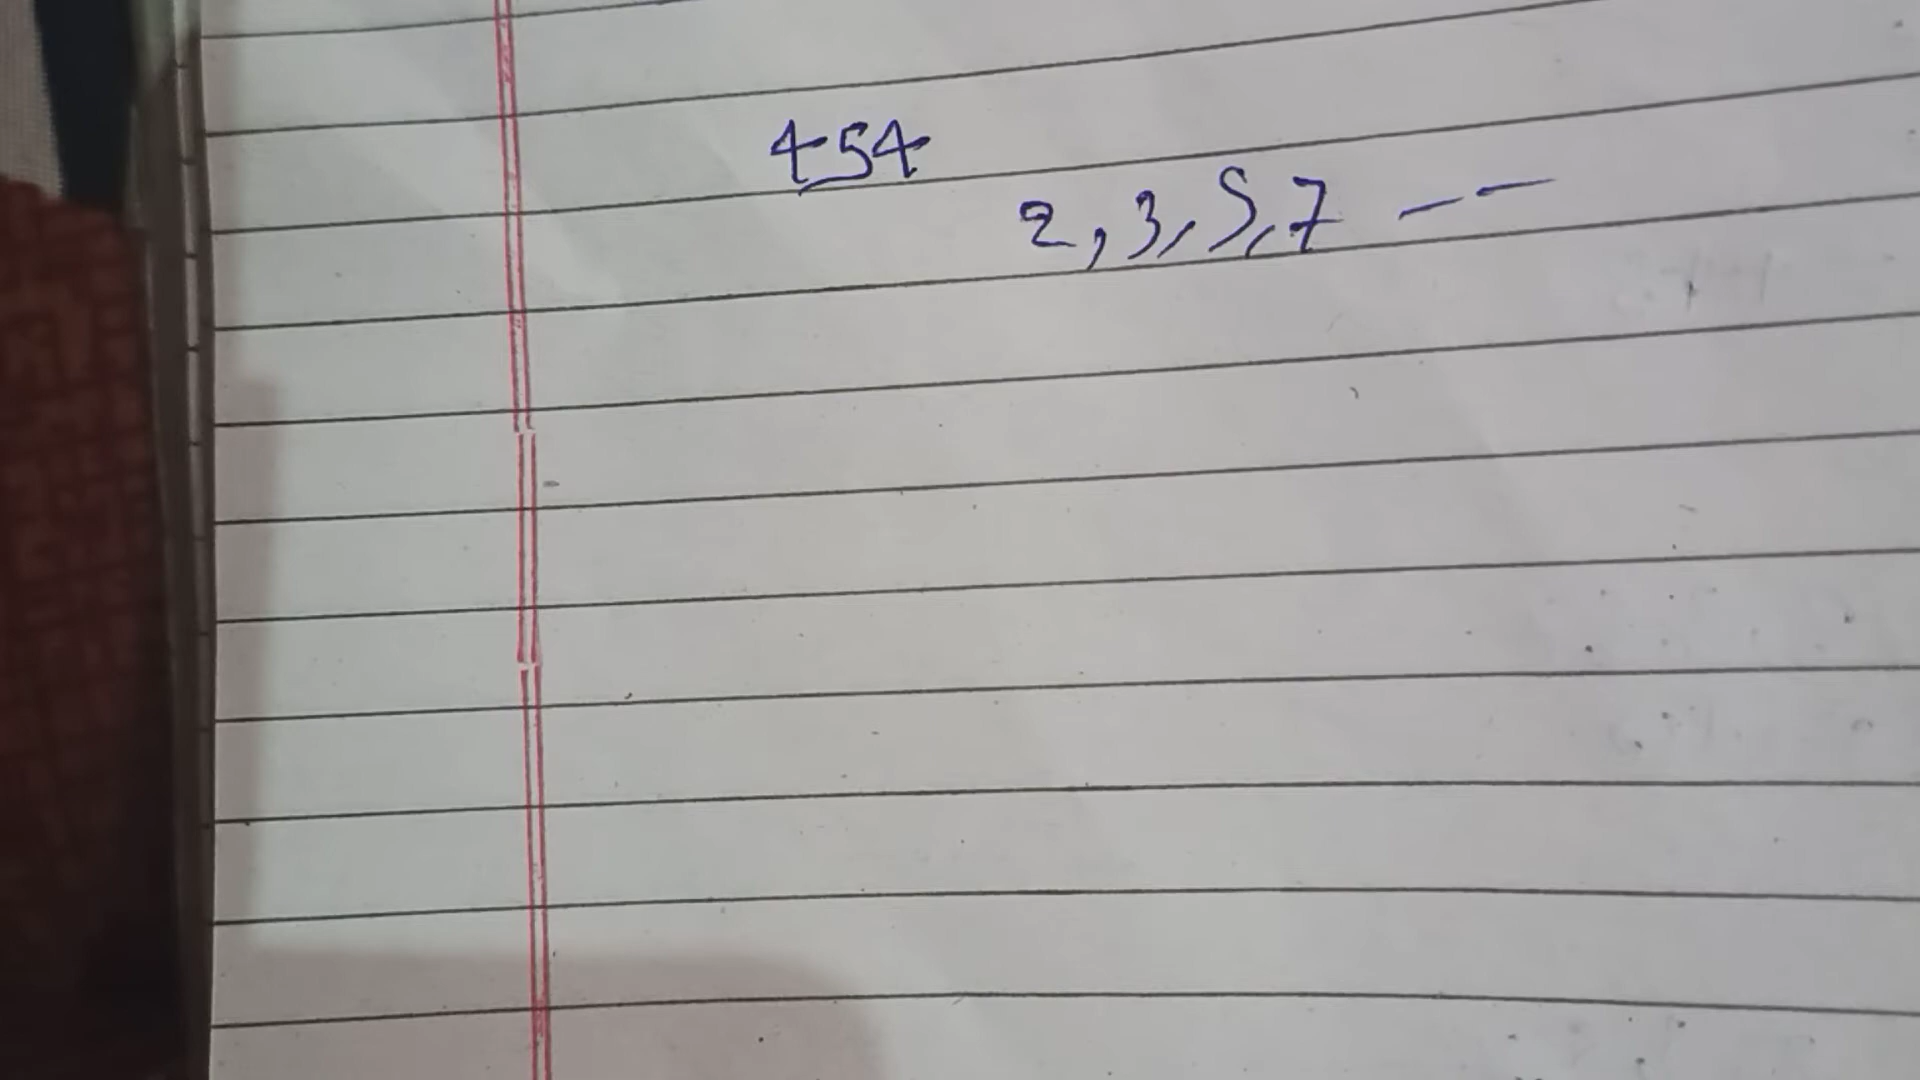 454
2, 3, 5, 7 - -